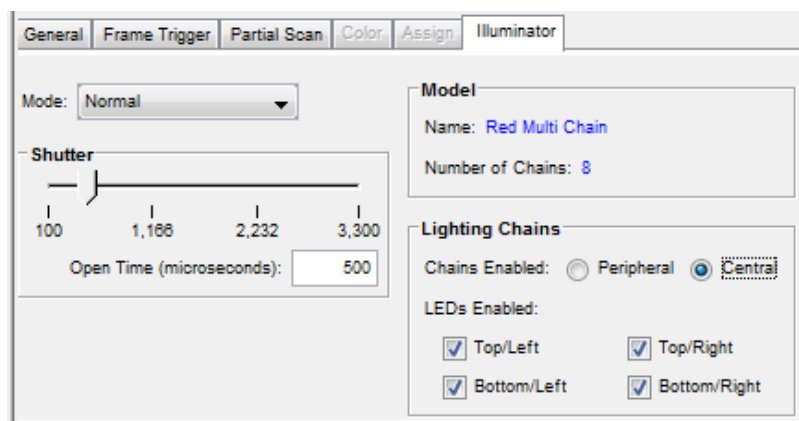 General Frame Trigger Partial Scan Color Assign Illuminator
Mode: Normal
Shutter
100 1,166 2,232 3,300
Open Time (microseconds): 500
Model
Name: Red Multi Chain
Number of Chains: 8
Lighting Chains
Chains Enabled: Peripheral Central
LEDs Enabled:
Top/Left Top/Right
Bottom/Left Bottom/Right